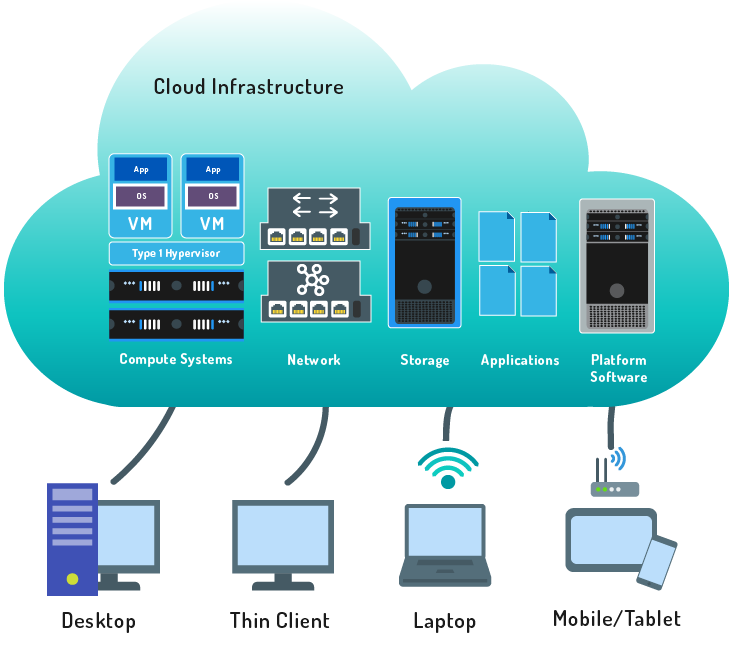 Cloud Infrastructure
App
App
OS
OS
VM
VM
Type 1 Hypervisor
Compute Systems
Network
Storage
Applications
Platform
Software
Desktop
Thin Client
Laptop
Mobile/Tablet